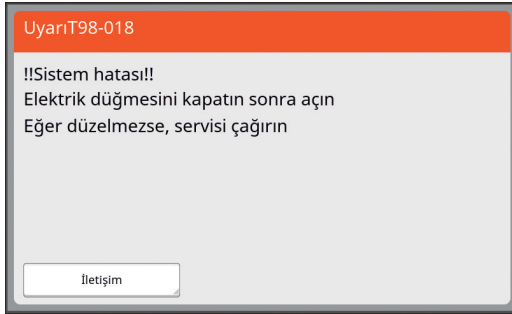 UyarıT98-018
!!Sistem hatası!!
Elektrik düğmesini kapatın sonra açın
Eğer düzelmezse, servisi çağırın
İletişim